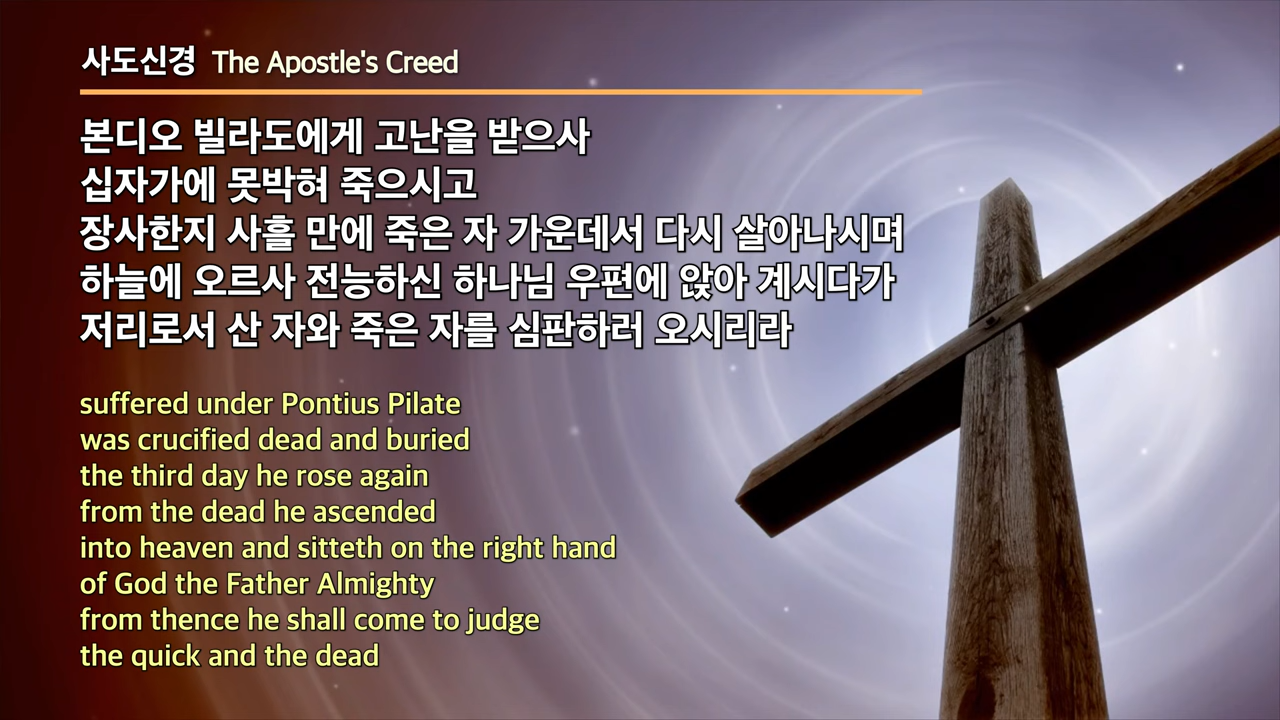 사도신경 The Apostle's Creed
본디오 빌라도에게 고난을 받으사
십자가에 못박혀 죽으시고
장사한지 사흘 만에 죽은 자 가운데서 다시 살아나시며
하늘에 오르사 전능하신 하나님 우편에 앉아 계시다가
저리로서 산 자와 죽은 자를 심판하러 오시리라
suffered under Pontius Pilate
was crucified dead and buried
the third day he rose again
from the dead he ascended
into heaven and sitteth on the right hand
of God the Father Almighty
from thence he shall come to judge
the quick and the dead